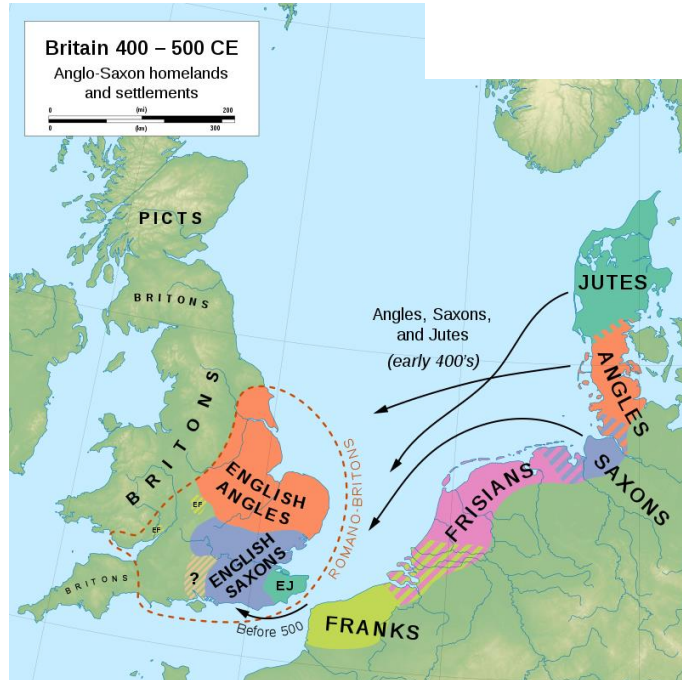 Britain 400 – 500 CE
Anglo-Saxon homelands
and settlements
0 (mi) 200
0 (km) 300
PICTS
BRITONS
JUTES
Angles, Saxons,
and Jutes
(early 400's)
ANGLES
BRITONS
ROMANO-BRITONS
ENGLISH
ANGLES
SAXONS
FRISIANS
EF
EF
ENGLISH
SAXONS
?
EJ
BRITONS
Before 500
FRANKS